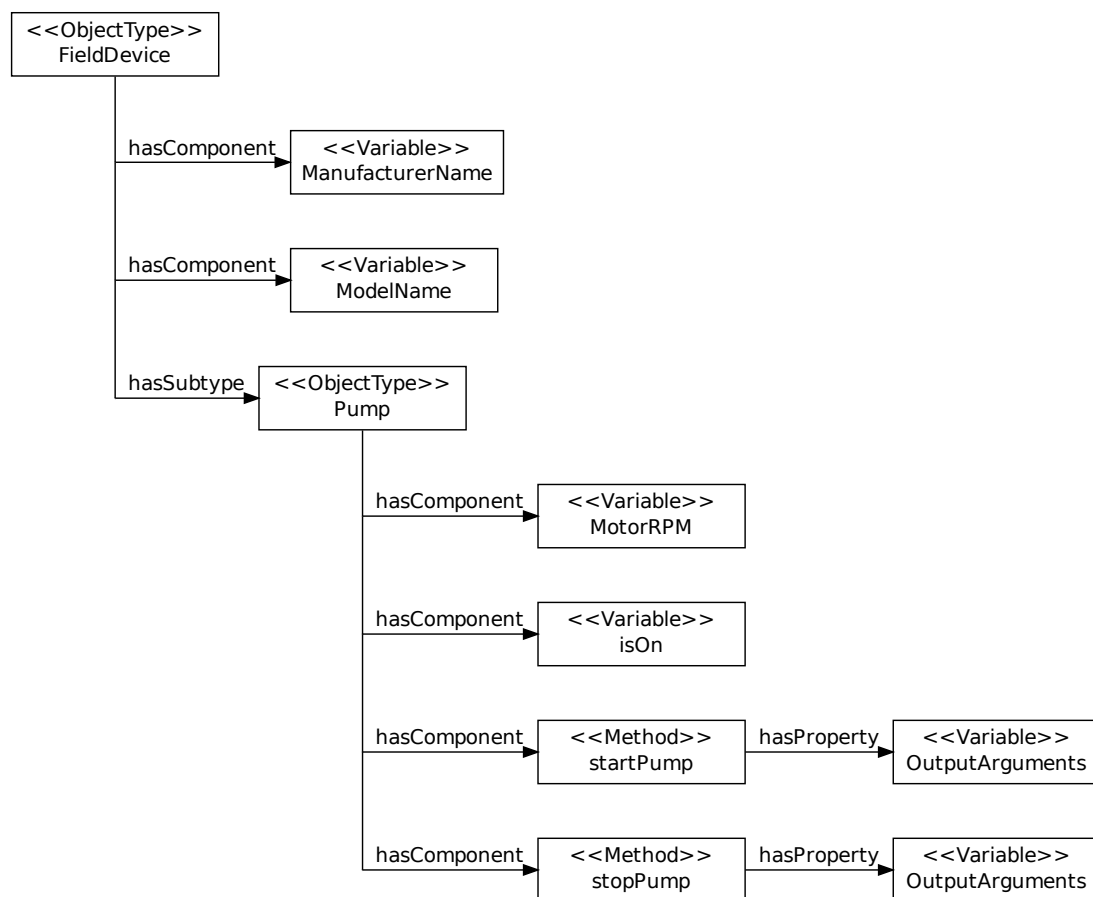 <<ObjectType>>
FieldDevice
hasComponent
<<Variable>>
ManufacturerName
hasComponent
<<Variable>>
ModelName
hasSubtype
<<ObjectType>>
Pump
hasComponent
<<Variable>>
MotorRPM
hasComponent
<<Variable>>
isOn
hasComponent
<<Method>>
startPump
hasProperty
<<Variable>>
OutputArguments
hasComponent
<<Method>>
stopPump
hasProperty
<<Variable>>
OutputArguments